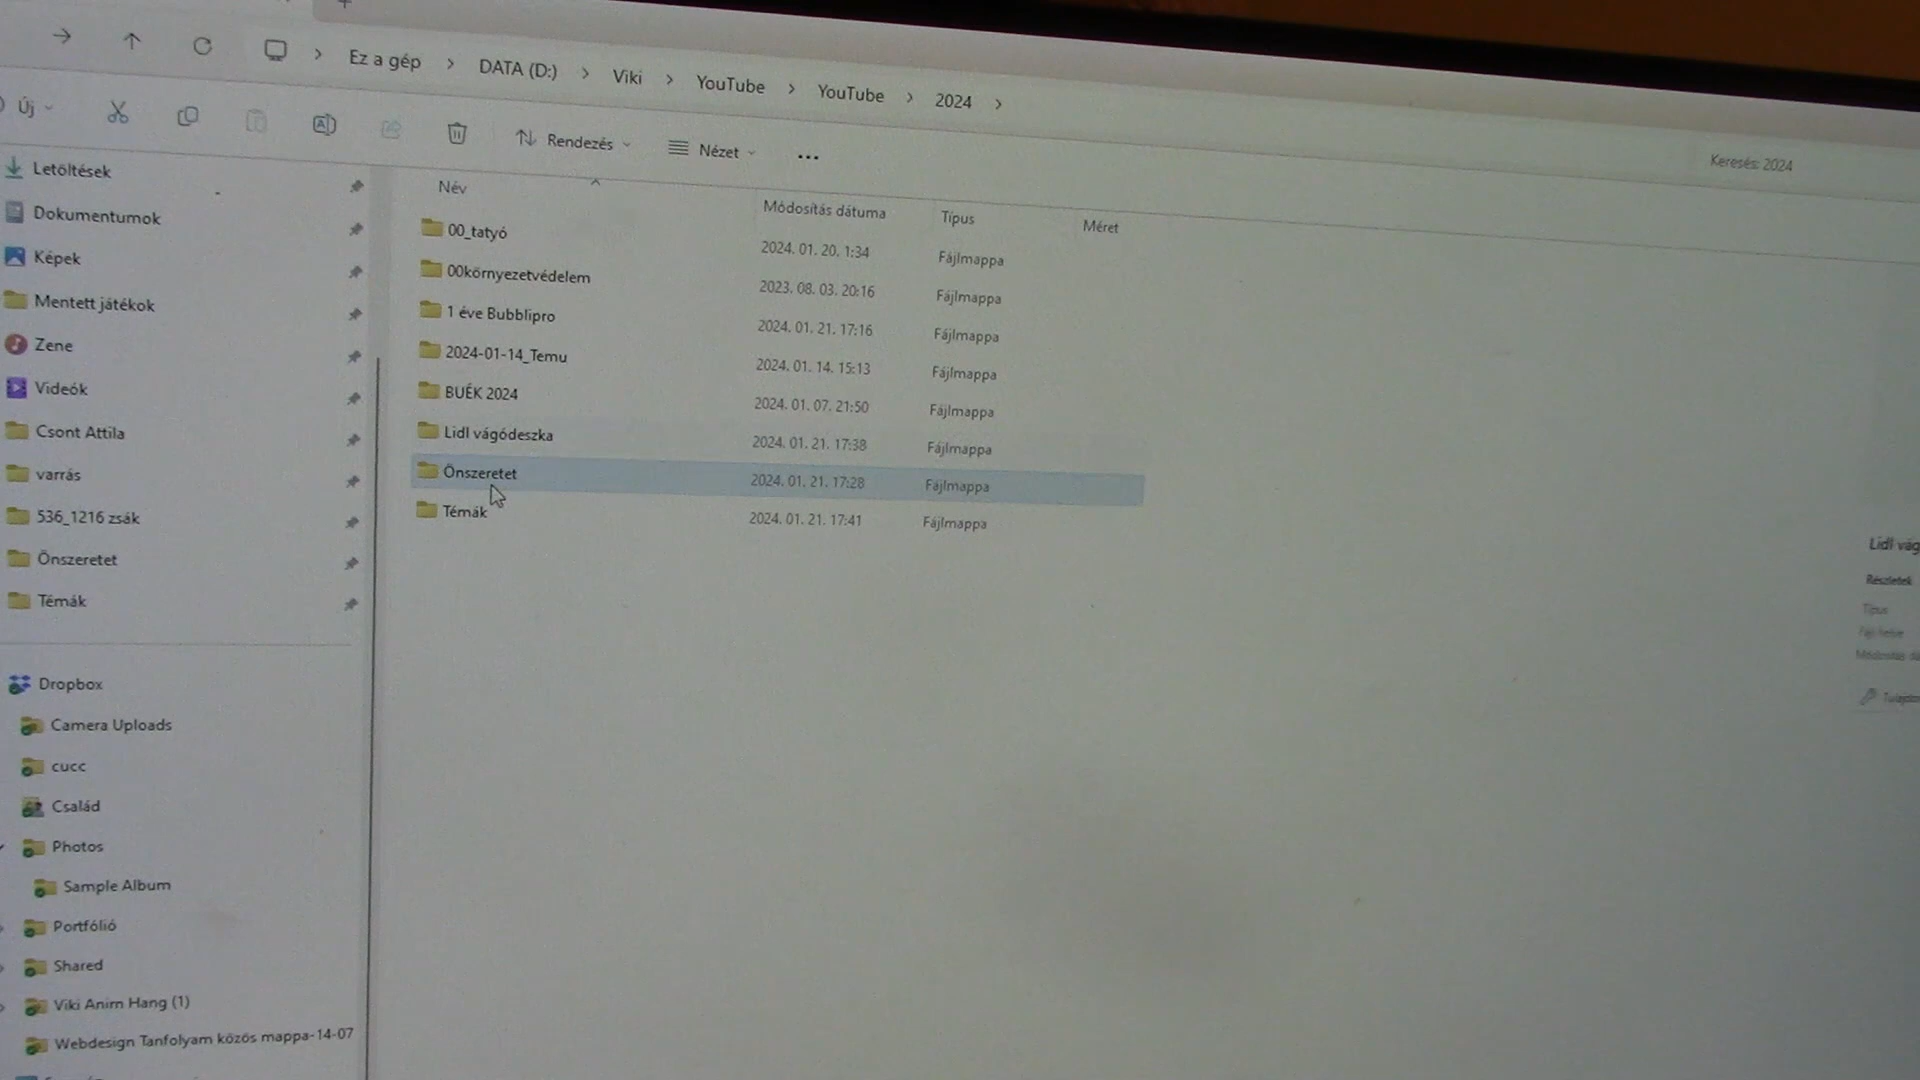 Ez a gép > DATA (D:) > Viki > YouTube > YouTube > 2024 >
Keresés: 2024
Új
Rendezés
Nézet
...
Név Módosítás dátuma Típus Méret
00_tatyó 2024. 01. 20. 1:34 Fájlmappa
00környezetvédelem 2023. 08. 03. 20:16 Fájlmappa
1 éve Bubblipro 2024. 01. 21. 17:16 Fájlmappa
2024-01-14_Temu 2024. 01. 14. 15:13 Fájlmappa
BUÉK 2024 2024. 01. 07. 21:50 Fájlmappa
Lidl vágódeszka 2024. 01. 21. 17:38 Fájlmappa
Önszeretet 2024. 01. 21. 17:28 Fájlmappa
Témák 2024. 01. 21. 17:41 Fájlmappa
Letöltések
Dokumentumok
Képek
Mentett játékok
Zene
Videók
Csont Attila
varrás
536_1216 zsák
Önszeretet
Témák
Dropbox
Camera Uploads
cucc
Család
Photos
Sample Album
Portfólió
Shared
Viki Anim Hang (1)
Webdesign Tanfolyam közös mappa-14-07
Lidl vág
Részletek
Típus